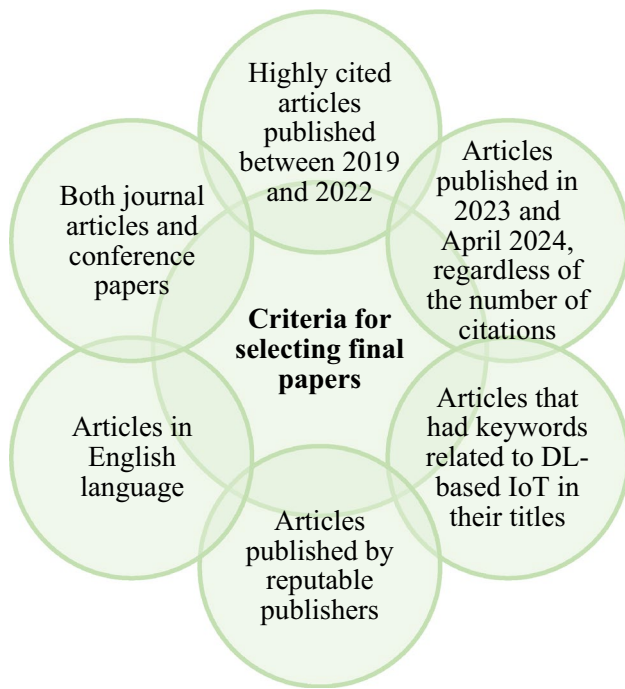 Highly cited
articles
published
between 2019
and 2022
Articles
published in
2023 and
April 2024,
regardless of
the number of
citations
Both journal
articles and
conference
papers
Criteria for
selecting final
papers
Articles that
had keywords
related to DL-
based IoT in
their titles
Articles in
English
language
Articles
published by
reputable
publishers